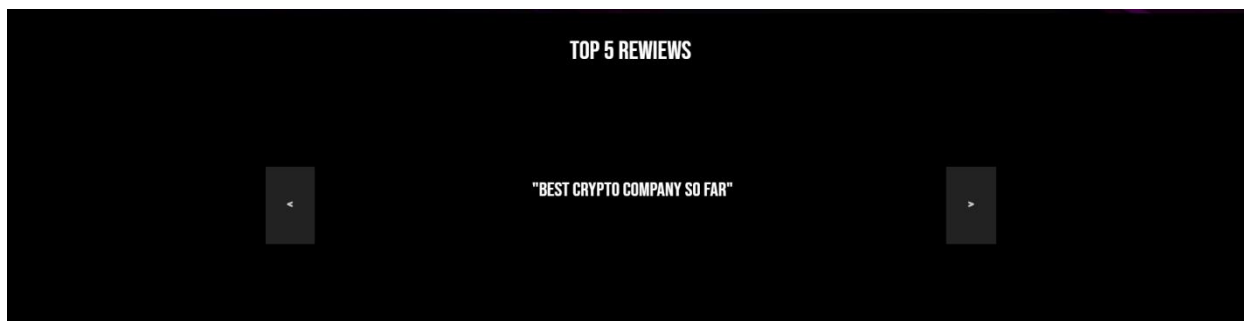 TOP 5 REWIEWS
"BEST CRYPTO COMPANY SO FAR"
< >